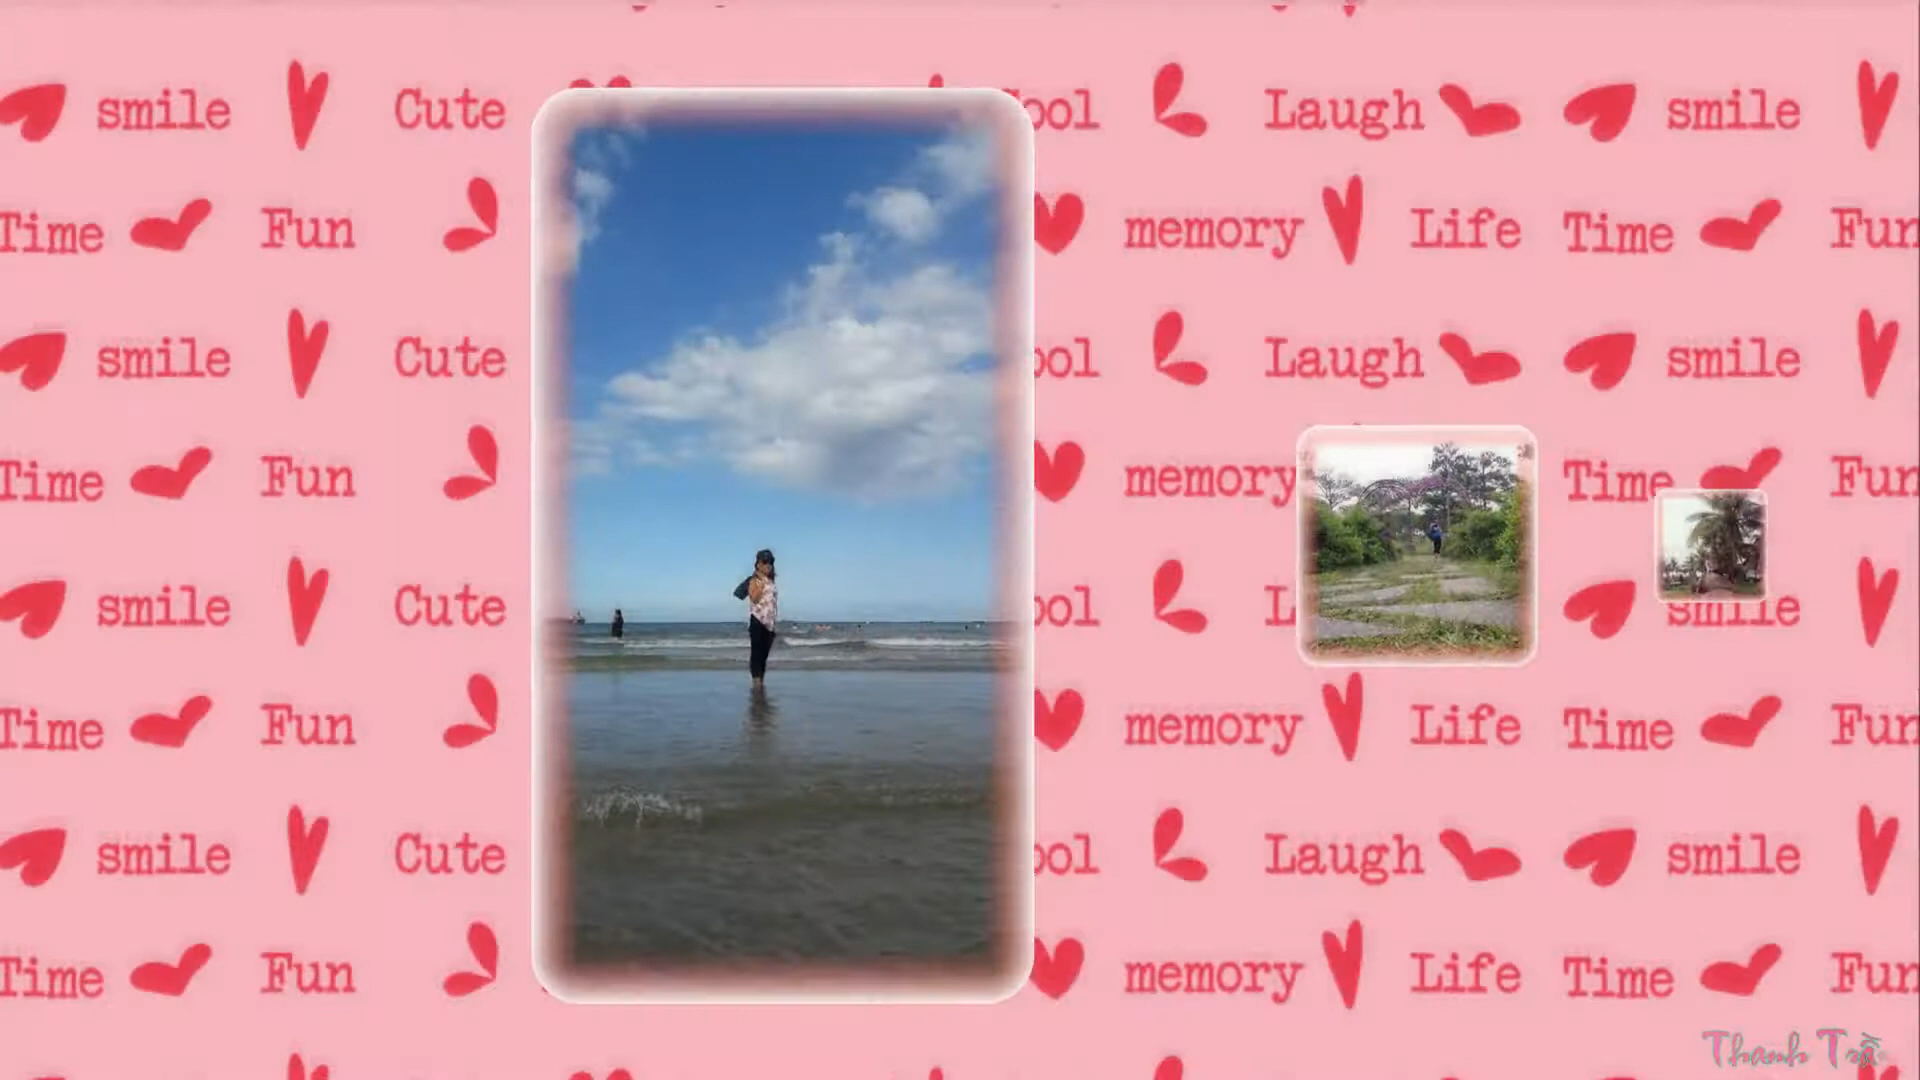 smile Cute ool Laugh smile
Time Fun memory Life Time Fun
smile Cute ool Laugh smile
Time Fun memory Time Fun
smile Cute ool L smile
Time Fun memory Life Time Fun
smile Cute ool Laugh smile
Time Fun memory Life Time Fun
Thanh Trà